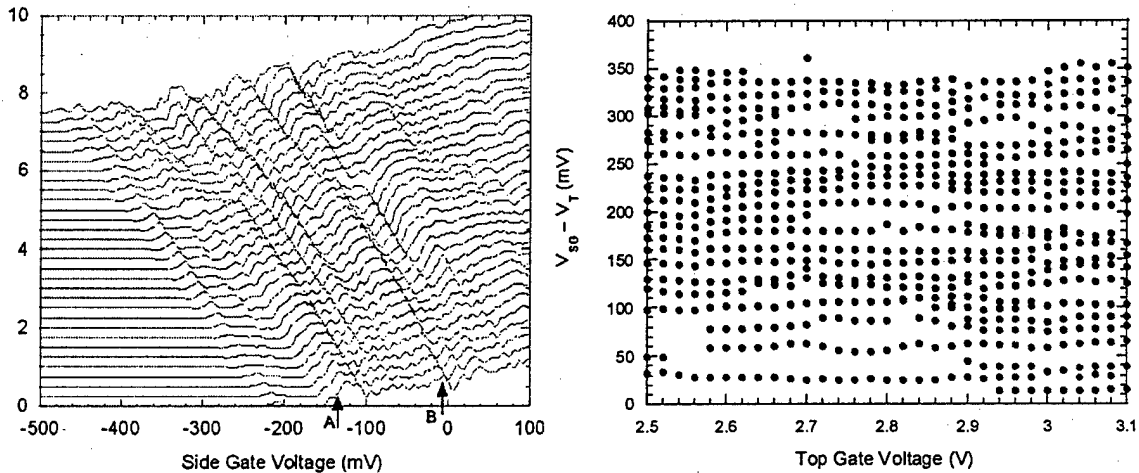 10
8
6
4
2
0
-500 -400 -300 -200 -100 0 100
A
B
Side Gate Voltage (mV)
400
350
300
250
200
150
100
50
0
V_SG – V_T (mV)
2.5 2.6 2.7 2.8 2.9 3 3.1
Top Gate Voltage (V)